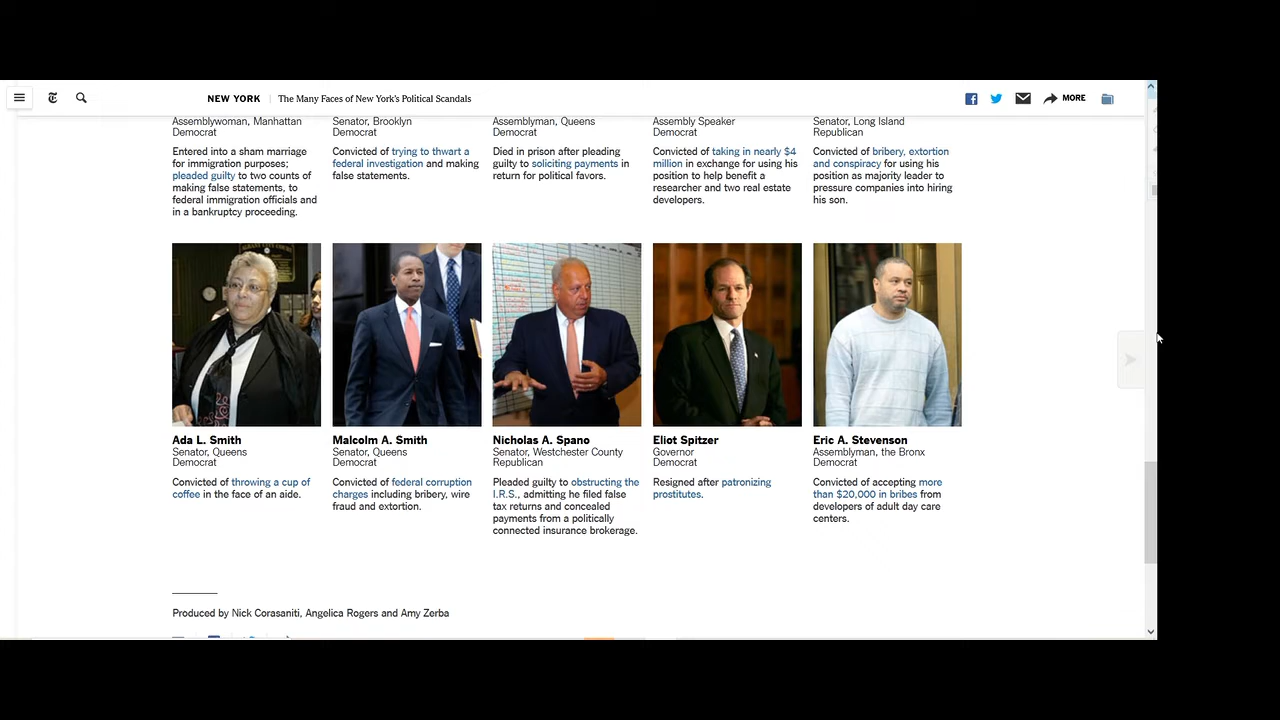 NEW YORK | The Many Faces of New York's Political Scandals
MORE
Assemblywoman, Manhattan
Democrat
Entered into a sham marriage
for immigration purposes;
pleaded guilty to two counts of
making false statements, to
federal immigration officials and
in a bankruptcy proceeding.
Senator, Brooklyn
Democrat
Convicted of trying to thwart a
federal investigation and making
false statements.
Assemblyman, Queens
Democrat
Died in prison after pleading
guilty to soliciting payments in
return for political favors.
Assembly Speaker
Democrat
Convicted of taking in nearly $4
million in exchange for using his
position to help benefit a
researcher and two real estate
developers.
Senator, Long Island
Republican
Convicted of bribery, extortion
and conspiracy for using his
position as majority leader to
pressure companies into hiring
his son.
Ada L. Smith
Senator, Queens
Democrat
Convicted of throwing a cup of
coffee in the face of an aide.
Malcolm A. Smith
Senator, Queens
Democrat
Convicted of federal corruption
charges including bribery, wire
fraud and extortion.
Nicholas A. Spano
Senator, Westchester County
Republican
Pleaded guilty to obstructing the
I.R.S., admitting he filed false
tax returns and concealed
payments from a politically
connected insurance brokerage.
Eliot Spitzer
Governor
Democrat
Resigned after patronizing
prostitutes.
Eric A. Stevenson
Assemblyman, the Bronx
Democrat
Convicted of accepting more
than $20,000 in bribes from
developers of adult day care
centers.
Produced by Nick Corasaniti, Angelica Rogers and Amy Zerba